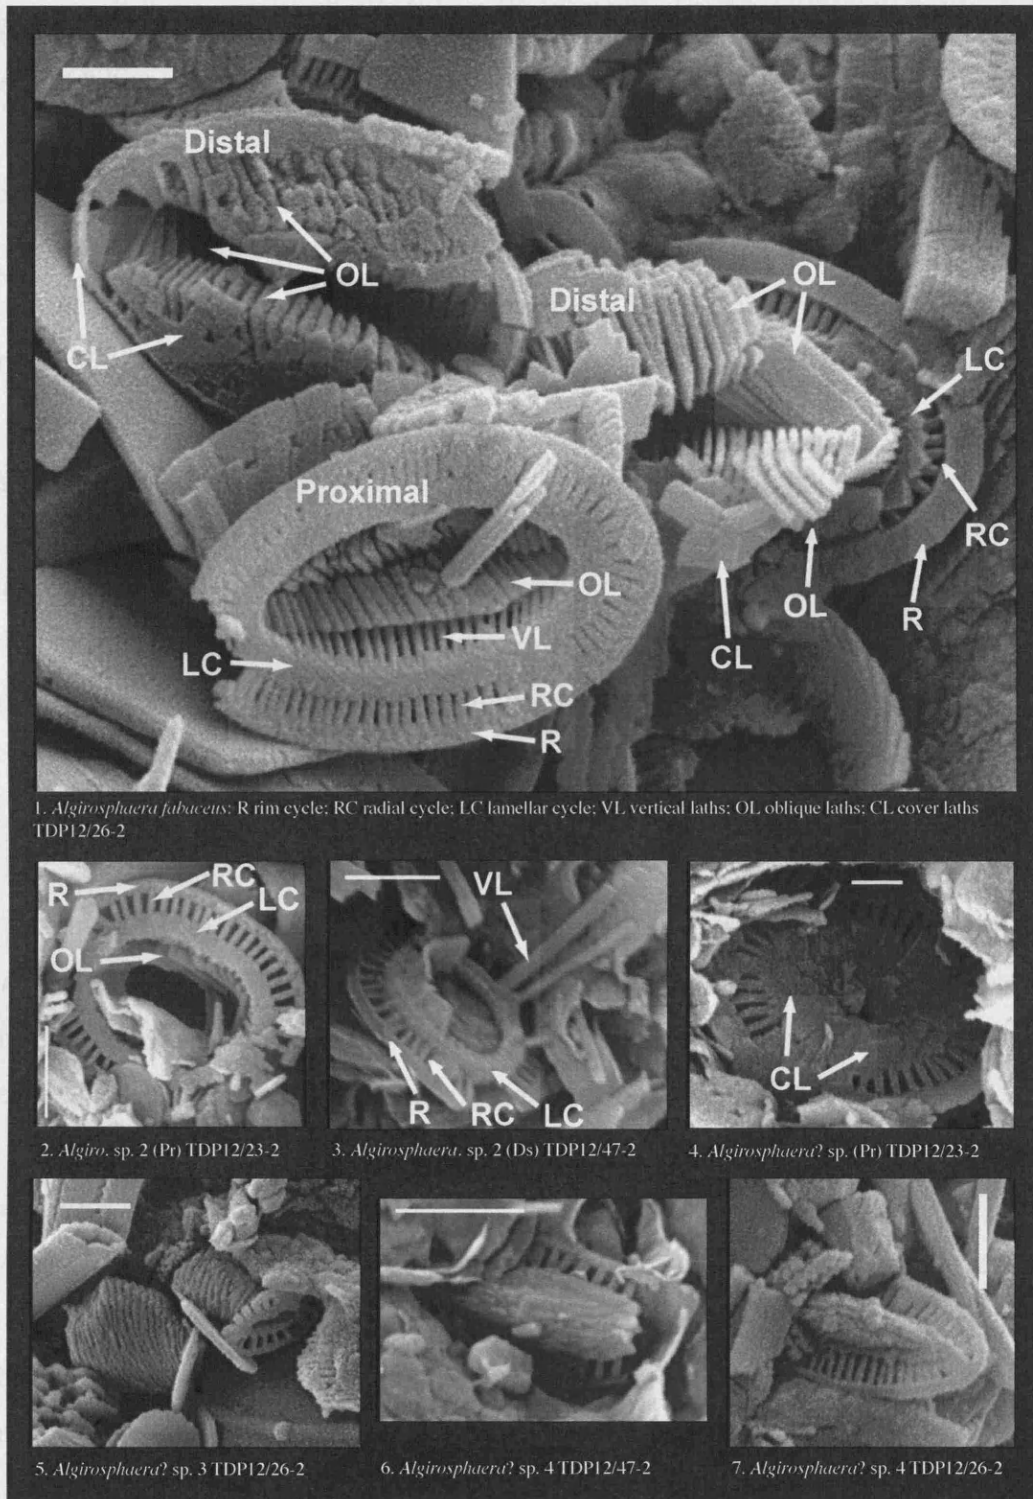 Distal
OL
CL
Distal
OL
LC
RC
R
OL
CL
Proximal
OL
VL
LC
RC
R
1. Algirosphaera fabaceus: R rim cycle; RC radial cycle; LC lamellar cycle; VL vertical laths; OL oblique laths; CL cover laths
TDP12/26-2
R
RC
LC
OL
VL
R
RC
LC
CL
2. Algiro. sp. 2 (Pr) TDP12/23-2
3. Algirosphaera. sp. 2 (Ds) TDP12/47-2
4. Algirosphaera? sp. (Pr) TDP12/23-2
5. Algirosphaera? sp. 3 TDP12/26-2
6. Algirosphaera? sp. 4 TDP12/47-2
7. Algirosphaera? sp. 4 TDP12/26-2